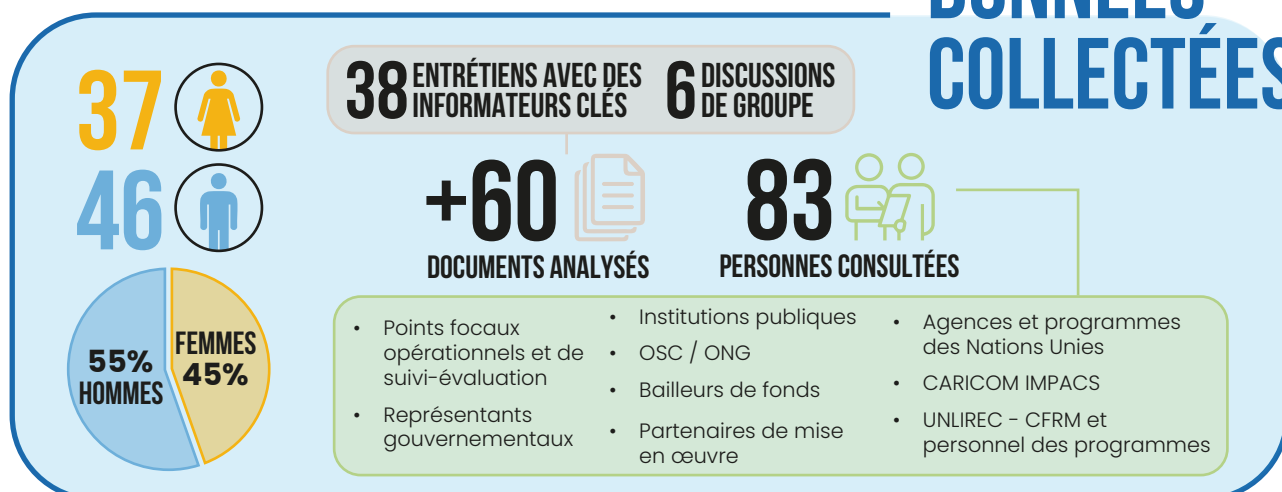 DONNÉES
COLLECTÉES
37
46
55%
HOMMES
FEMMES
45%
38 ENTRÉTIENS AVEC DES
INFORMATEURS CLÉS
6 DISCUSSIONS
DE GROUPE
+60
DOCUMENTS ANALYSÉS
83
PERSONNES CONSULTÉES
• Points focaux
opérationnels et de
suivi-évaluation
• Représentants
gouvernementaux
• Institutions publiques
• OSC / ONG
• Bailleurs de fonds
• Partenaires de mise
en œuvre
• Agences et programmes
des Nations Unies
• CARICOM IMPACS
• UNLIREC - CFRM et
personnel des programmes